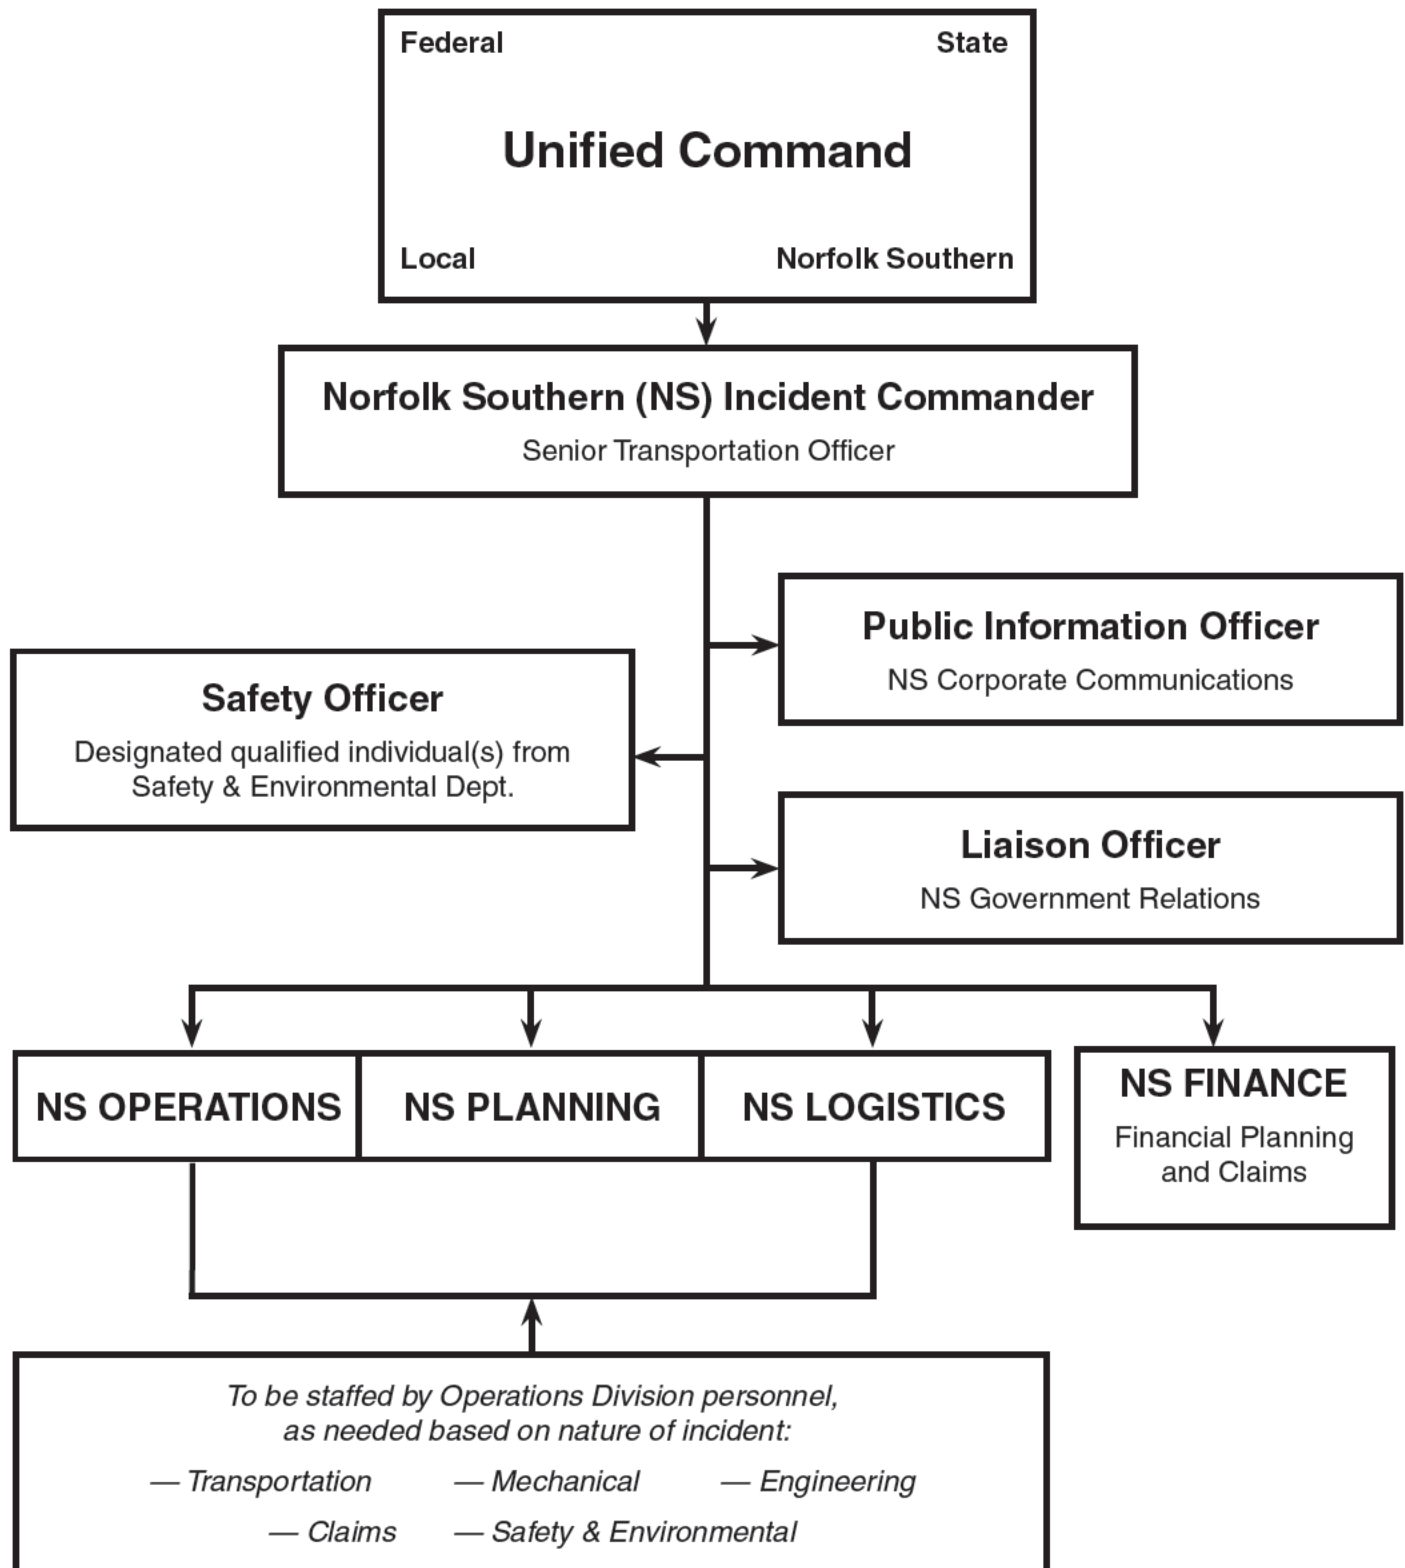 Federal State
Unified Command
Local Norfolk Southern
Norfolk Southern (NS) Incident Commander
Senior Transportation Officer
Public Information Officer
NS Corporate Communications
Safety Officer
Designated qualified individual(s) from
Safety & Environmental Dept.
Liaison Officer
NS Government Relations
NS OPERATIONS
NS PLANNING
NS LOGISTICS
NS FINANCE
Financial Planning
and Claims
To be staffed by Operations Division personnel,
as needed based on nature of incident:
— Transportation — Mechanical — Engineering
— Claims — Safety & Environmental